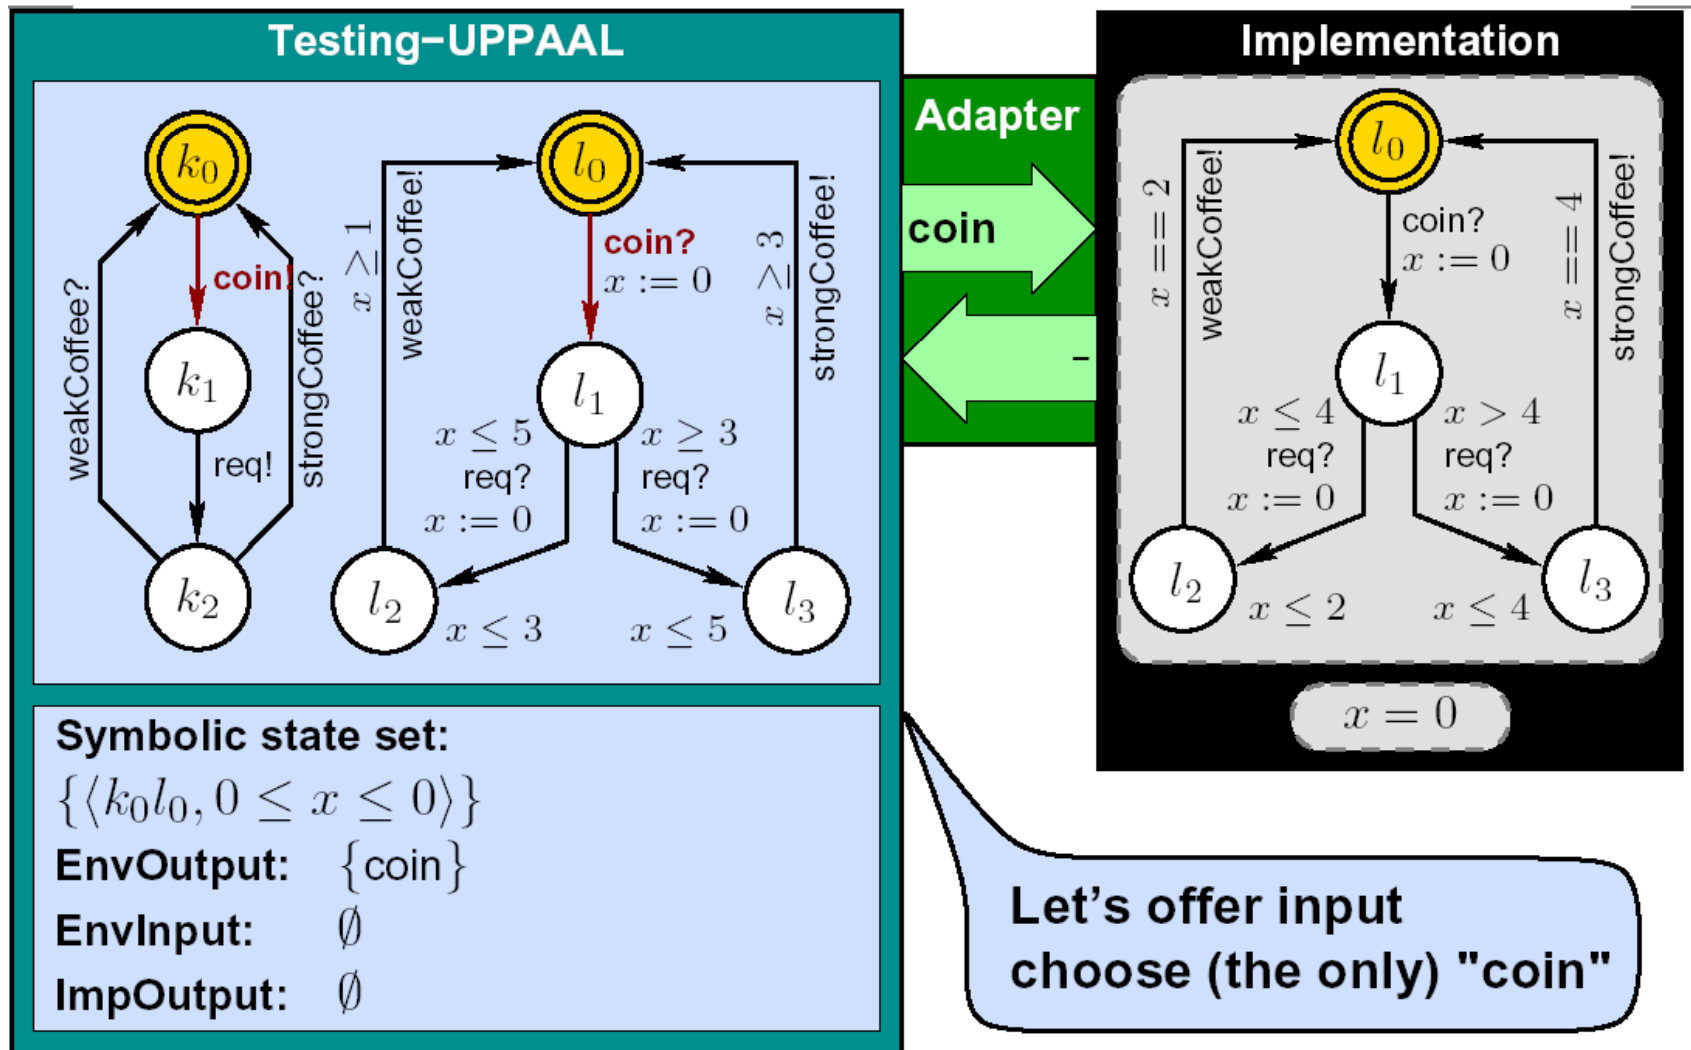 Testing–UPPAAL
k₀
coin!
k₁
req!
k₂
weakCoffee?
strongCoffee?
l₀
coin?
x := 0
l₁
x ≥ 1
weakCoffee!
x ≥ 3
strongCoffee!
x ≤ 5
req?
x := 0
x ≥ 3
req?
x := 0
l₂
x ≤ 3
x ≤ 5
l₃
Symbolic state set:
{⟨k₀l₀, 0 ≤ x ≤ 0⟩}
EnvOutput: {coin}
EnvInput: ∅
ImpOutput: ∅
Adapter
coin
–
Implementation
l₀
coin?
x := 0
l₁
x == 2
weakCoffee!
x == 4
strongCoffee!
x ≤ 4
req?
x := 0
x > 4
req?
x := 0
l₂
x ≤ 2
x ≤ 4
l₃
x = 0
Let's offer input
choose (the only) "coin"